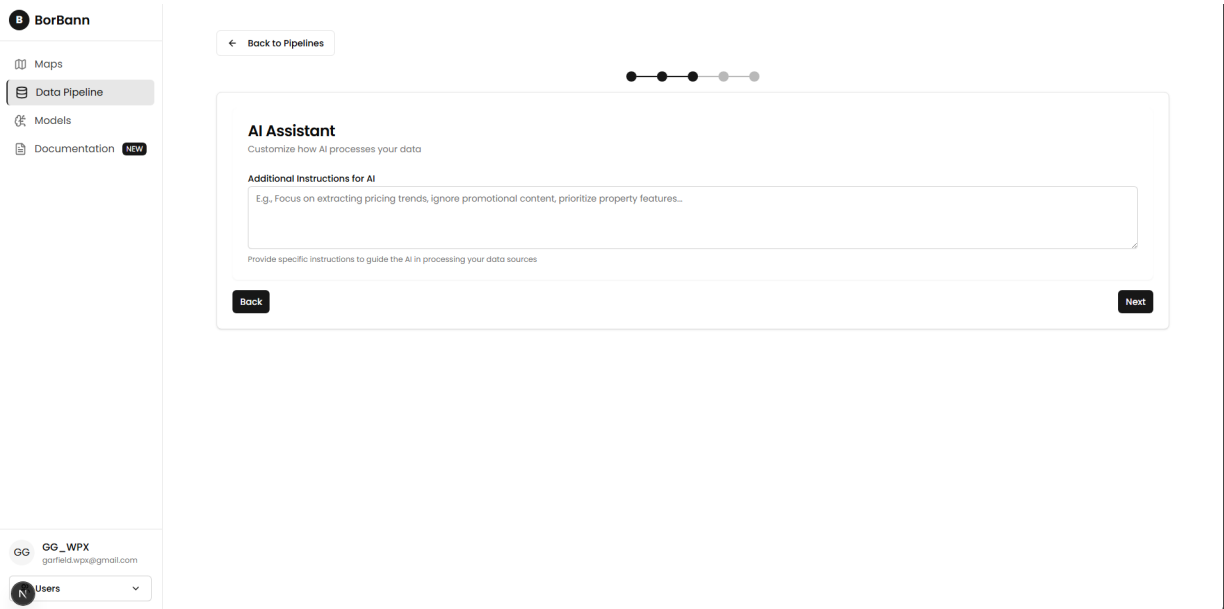 B BorBann
Maps
Data Pipeline
Models
Documentation NEW
GG GG_WPX
garfield.wpx@gmail.com
N Users
Back to Pipelines
AI Assistant
Customize how AI processes your data
Additional Instructions for AI
E.g., Focus on extracting pricing trends, ignore promotional content, prioritize property features...
Provide specific instructions to guide the AI in processing your data sources
Back
Next